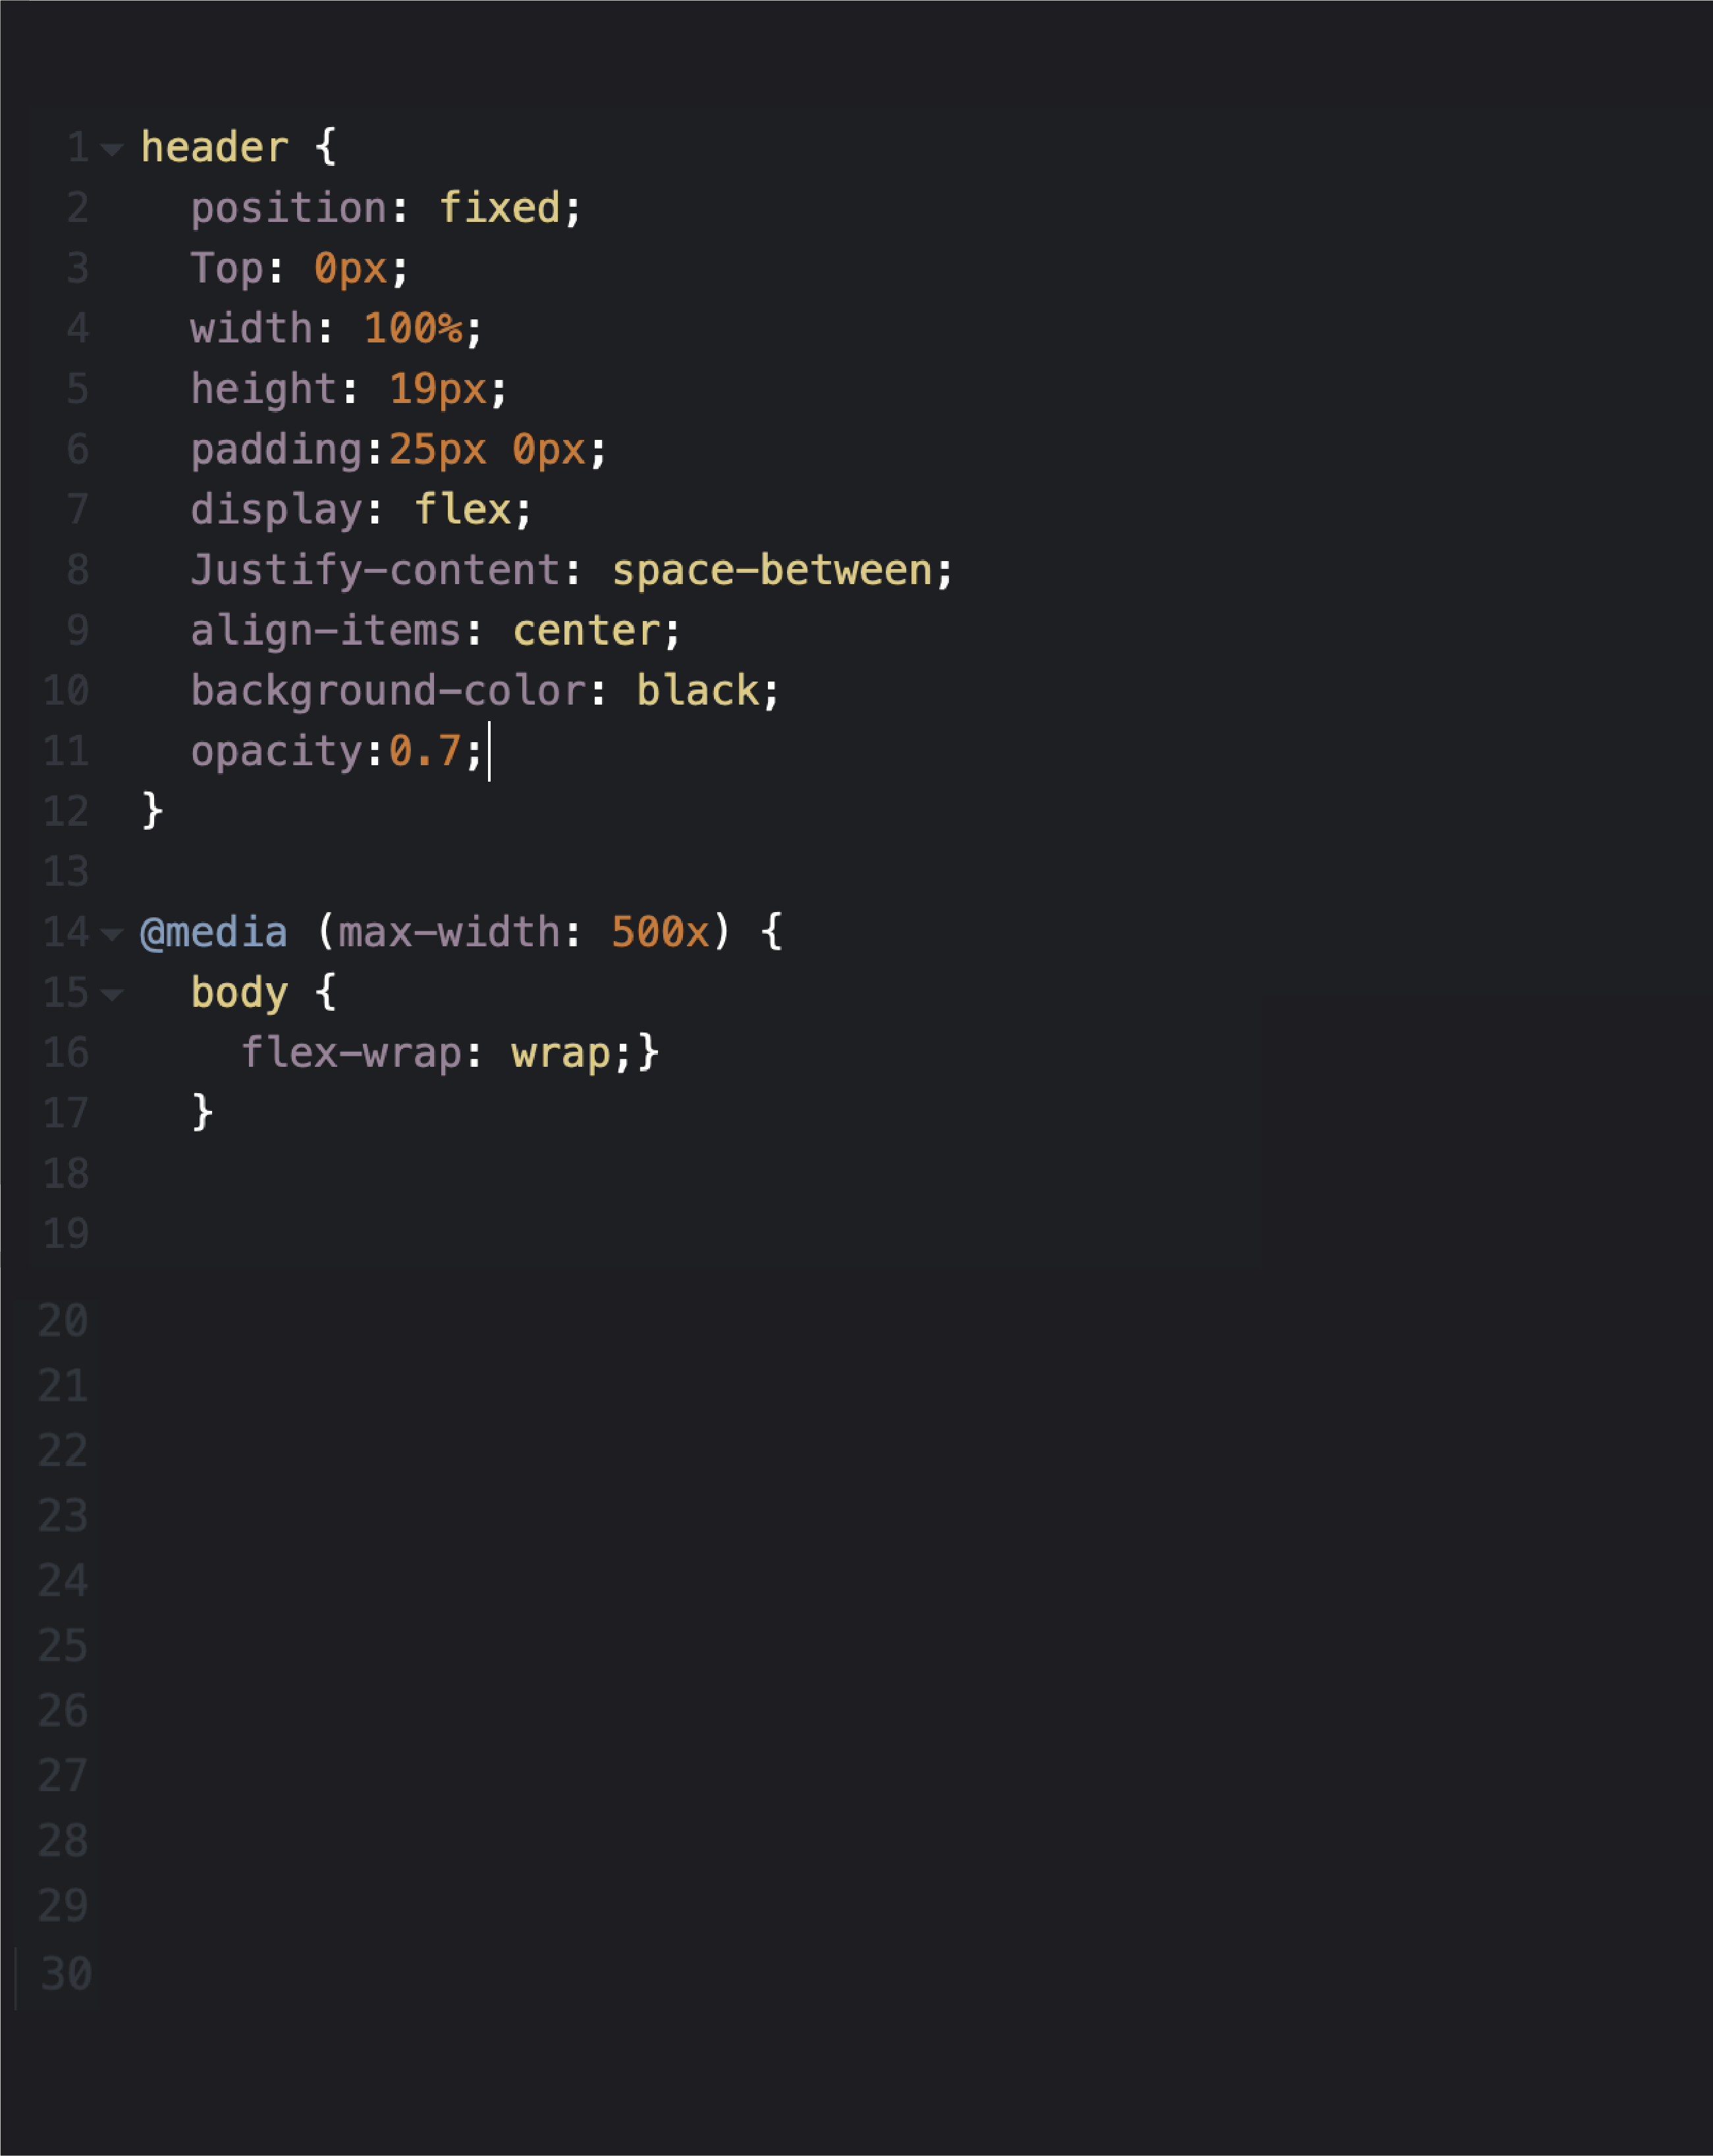 1 header {
2 position: fixed;
3 Top: 0px;
4 width: 100%;
5 height: 19px;
6 padding:25px 0px;
7 display: flex;
8 Justify-content: space-between;
9 align-items: center;
10 background-color: black;
11 opacity:0.7;
12 }
13
14 @media (max-width: 500x) {
15 body {
16 flex-wrap: wrap;}
17 }
18
19
20
21
22
23
24
25
26
27
28
29
30